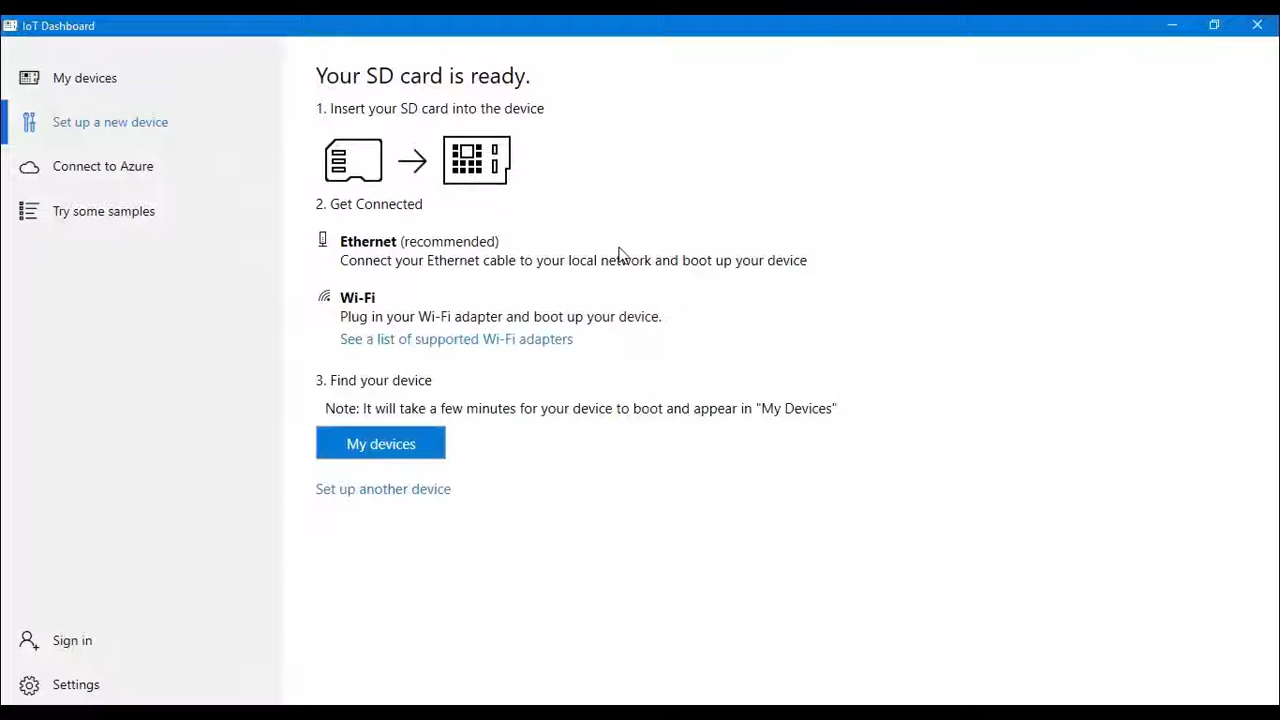 IoT Dashboard
My devices
Set up a new device
Connect to Azure
Try some samples
Sign in
Settings
Your SD card is ready.
1. Insert your SD card into the device
2. Get Connected
Ethernet (recommended)
Connect your Ethernet cable to your local network and boot up your device
Wi-Fi
Plug in your Wi-Fi adapter and boot up your device.
See a list of supported Wi-Fi adapters
3. Find your device
Note: It will take a few minutes for your device to boot and appear in "My Devices"
My devices
Set up another device